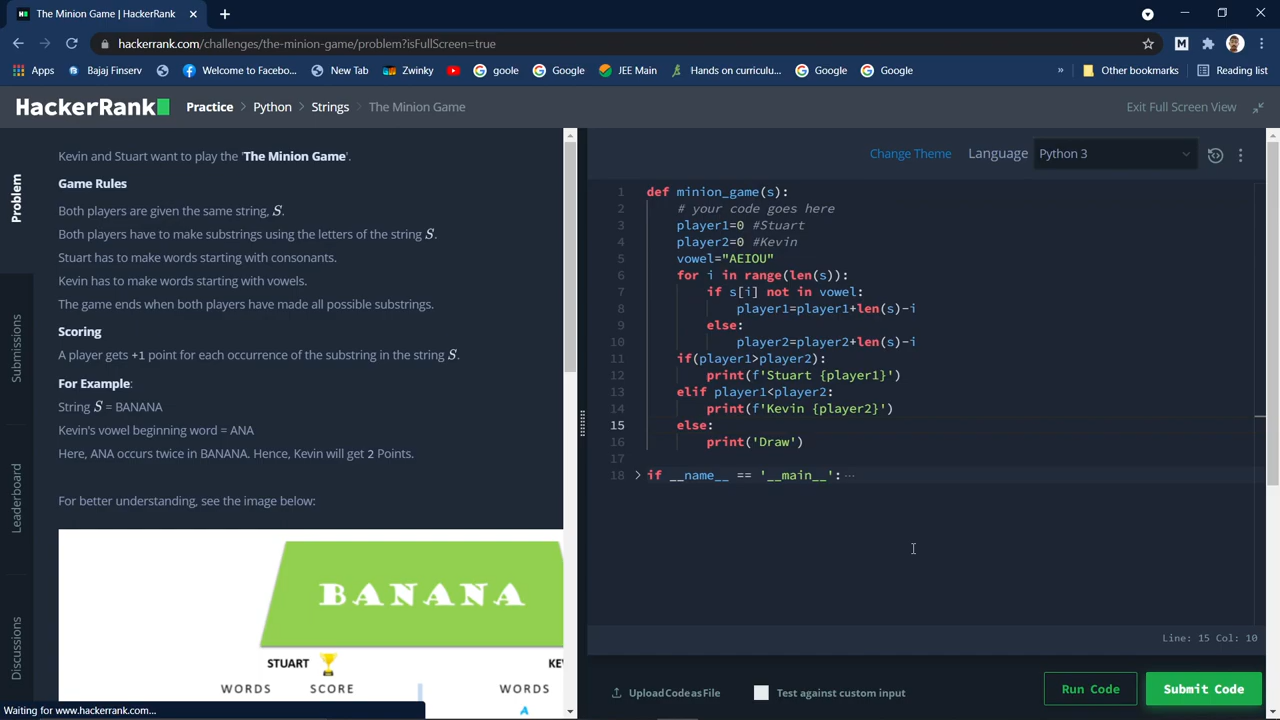 The Minion Game | HackerRank
hackerrank.com/challenges/the-minion-game/problem?isFullScreen=true
Apps Bajaj Finserv Welcome to Facebo... New Tab Zwinky goole Google JEE Main Hands on curriculu... Google Google » Other bookmarks Reading list
HackerRank Practice > Python > Strings > The Minion Game Exit Full Screen View
Problem
Submissions
Leaderboard
Discussions
Kevin and Stuart want to play the 'The Minion Game'.
Game Rules
Both players are given the same string, S.
Both players have to make substrings using the letters of the string S.
Stuart has to make words starting with consonants.
Kevin has to make words starting with vowels.
The game ends when both players have made all possible substrings.
Scoring
A player gets +1 point for each occurrence of the substring in the string S.
For Example:
String S = BANANA
Kevin's vowel beginning word = ANA
Here, ANA occurs twice in BANANA. Hence, Kevin will get 2 Points.
For better understanding, see the image below:
BANANA
STUART KE
WORDS SCORE WORDS
A
Waiting for www.hackerrank.com...
Change Theme Language Python 3
1 def minion_game(s):
2 # your code goes here
3 player1=0 #Stuart
4 player2=0 #Kevin
5 vowel="AEIOU"
6 for i in range(len(s)):
7 if s[i] not in vowel:
8 player1=player1+len(s)-i
9 else:
10 player2=player2+len(s)-i
11 if(player1>player2):
12 print(f'Stuart {player1}')
13 elif player1<player2:
14 print(f'Kevin {player2}')
15 else:
16 print('Draw')
17
18 > if __name__ == '__main__':···
Line: 15 Col: 10
Upload Code as File Test against custom input Run Code Submit Code